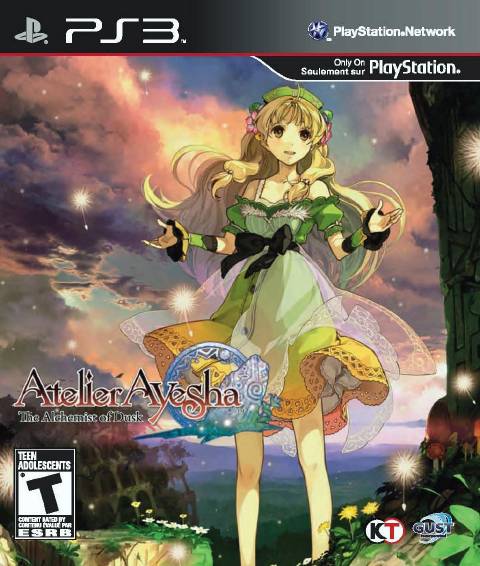 PS3
PlayStation®Network
Only On
Seulement sur PlayStation®
Atelier Ayesha
The Alchemist of Dusk
TEEN
ADOLESCENTS
T
CONTENT RATED BY
CONTENU ÉVALUÉ PAR
ESRB
KT
GUST